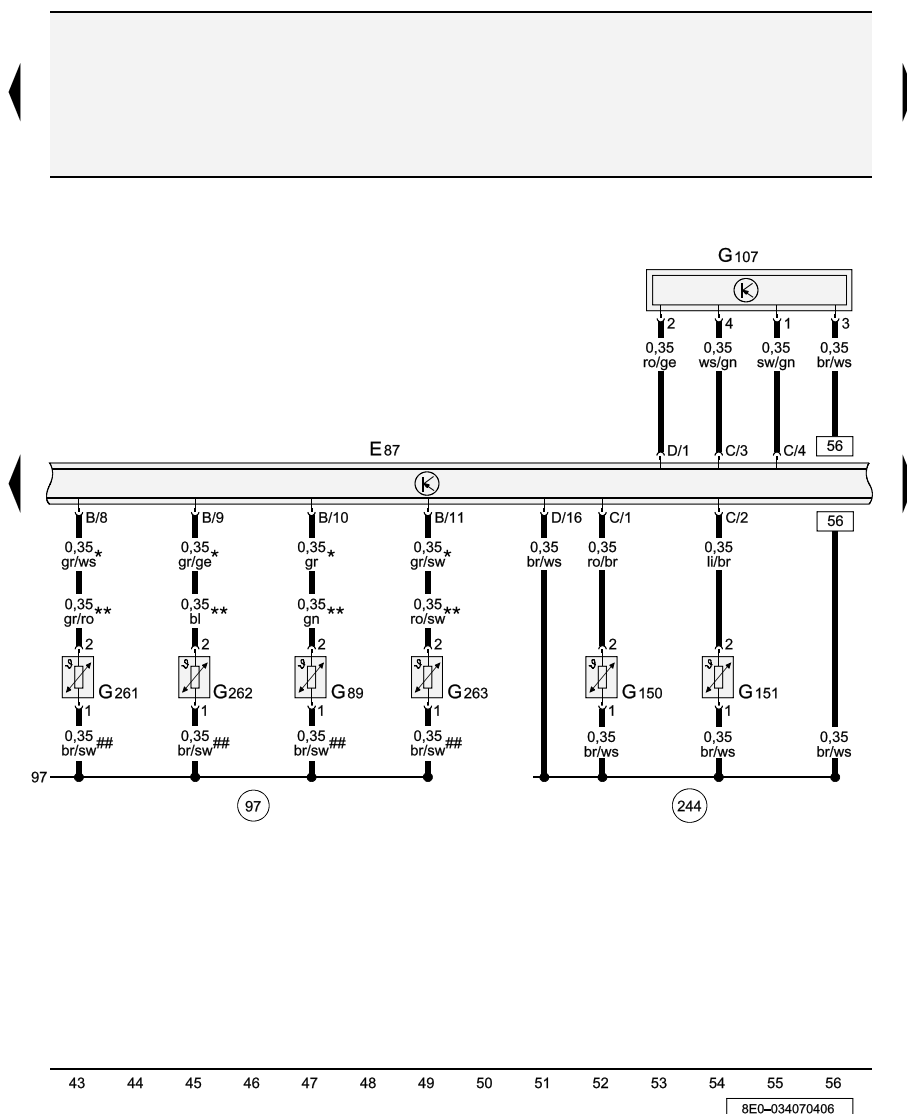 G107
2 4 1 3
0,35 0,35 0,35 0,35
ro/ge ws/gn sw/gn br/ws
56
E87 D/1 C/3 C/4
B/8 B/9 B/10 B/11 D/16 C/1 C/2 56
0,35 0,35 0,35 0,35 0,35 0,35 0,35
gr/ws* gr/ge* gr* gr/sw* br/ws ro/br li/br
0,35 0,35 0,35 0,35
gr/ro** bl** gn** ro/sw**
2 2 2 2 2 2
ϑ ϑ ϑ ϑ ϑ ϑ
G261 G262 G89 G263 G150 G151
1 1 1 1 1 1
0,35 0,35 0,35 0,35 0,35 0,35 0,35
br/sw## br/sw## br/sw## br/sw## br/ws br/ws br/ws
97
97 244
43 44 45 46 47 48 49 50 51 52 53 54 55 56
8E0–034070406